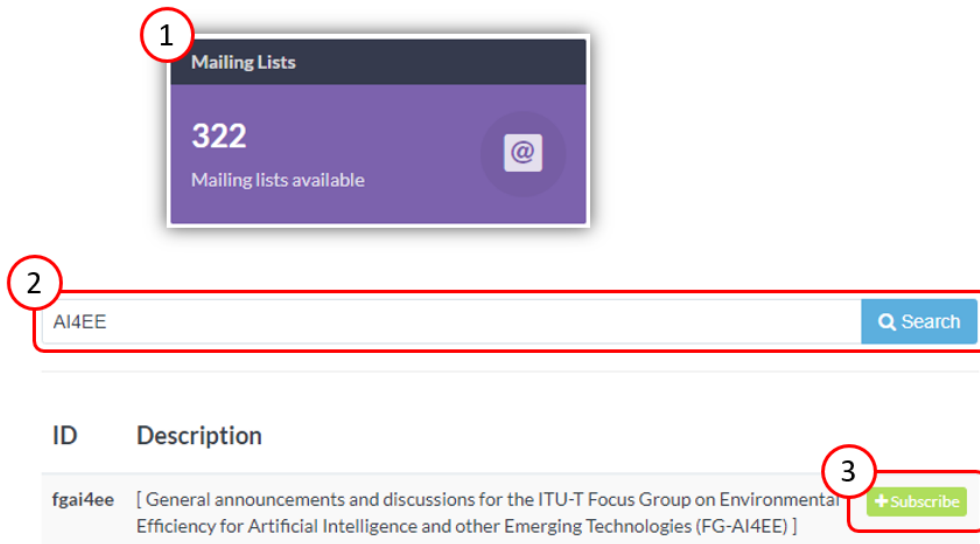 1
Mailing Lists
322
@
Mailing lists available
2
AI4EE
Search
ID Description
3
fgai4ee [ General announcements and discussions for the ITU-T Focus Group on Environmental
+Subscribe
Efficiency for Artificial Intelligence and other Emerging Technologies (FG-AI4EE) ]